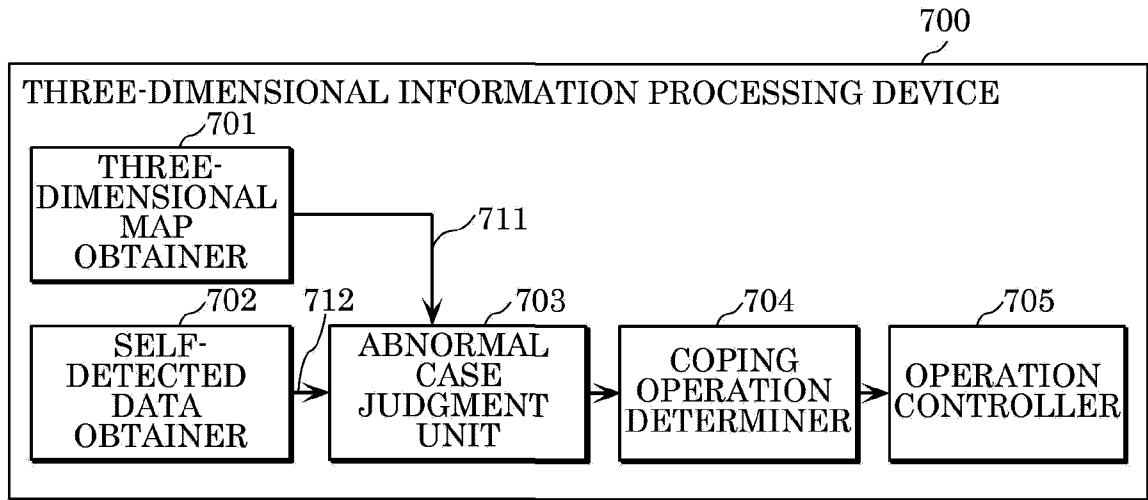 700
THREE-DIMENSIONAL INFORMATION PROCESSING DEVICE
701
THREE-
DIMENSIONAL
MAP
OBTAINER
711
702
SELF-
DETECTED
DATA
OBTAINER
712
703
ABNORMAL
CASE
JUDGMENT
UNIT
704
COPING
OPERATION
DETERMINER
705
OPERATION
CONTROLLER